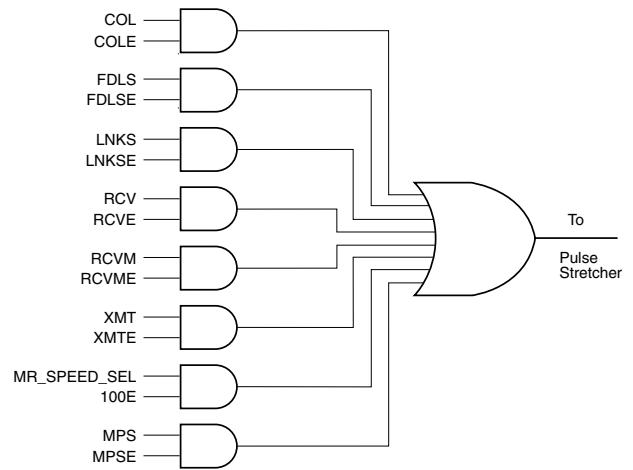 COL
COLE
FDLS
FDLSE
LNKS
LNKSE
RCV
RCVE
RCVM
RCVME
XMT
XMTE
MR_SPEED_SEL
100E
MPS
MPSE
To
Pulse
Stretcher